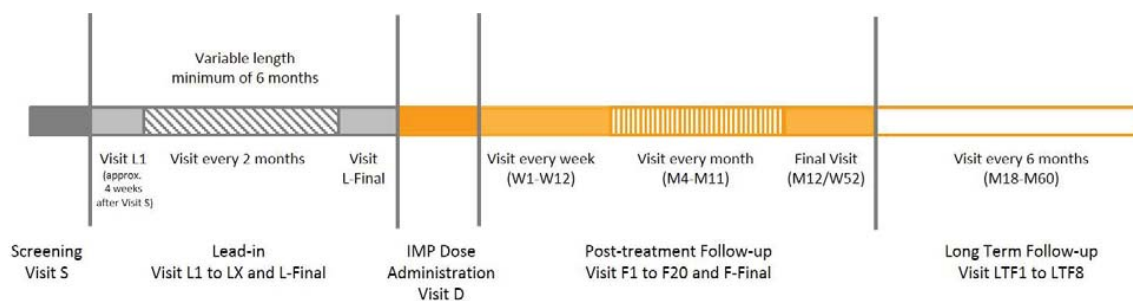 Variable length
minimum of 6 months
Visit L1
(approx.
4 weeks
after Visit S)
Visit every 2 months
Visit
L-Final
Visit every week
(W1-W12)
Visit every month
(M4-M11)
Final Visit
(M12/W52)
Visit every 6 months
(M18-M60)
Screening
Visit S
Lead-in
Visit L1 to LX and L-Final
IMP Dose
Administration
Visit D
Post-treatment Follow-up
Visit F1 to F20 and F-Final
Long Term Follow-up
Visit LTF1 to LTF8